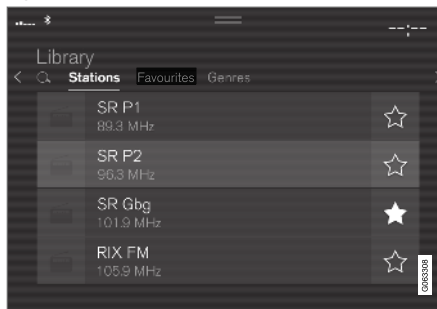 --:--
Library
Stations Favourites Genres
SR P1
89.3 MHz
SR P2
96.3 MHz
SR Gbg
101.9 MHz
RIX FM
105.9 MHz
G063308